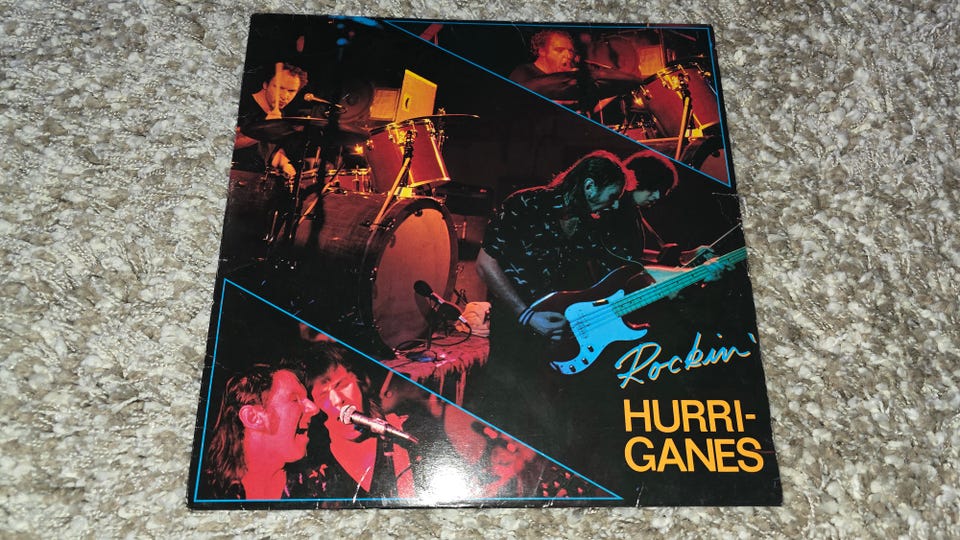 Rockin'
HURRI-
GANES